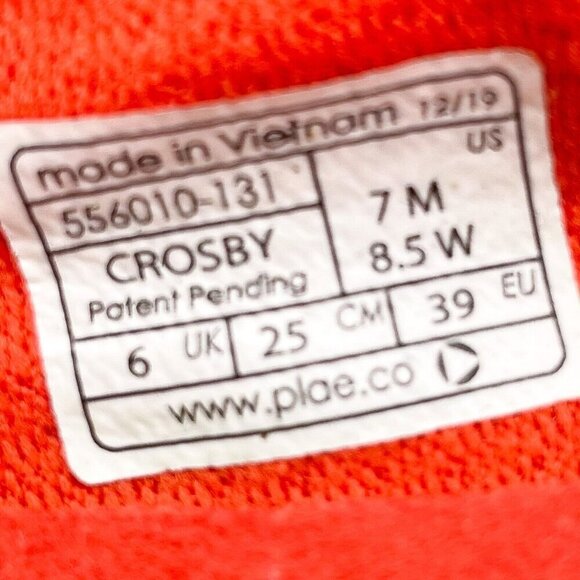 made in Vietnam 12/19
556010-131
US
7 M
8.5 W
CROSBY
Patent Pending
6 UK 25 CM 39 EU
www.plae.co